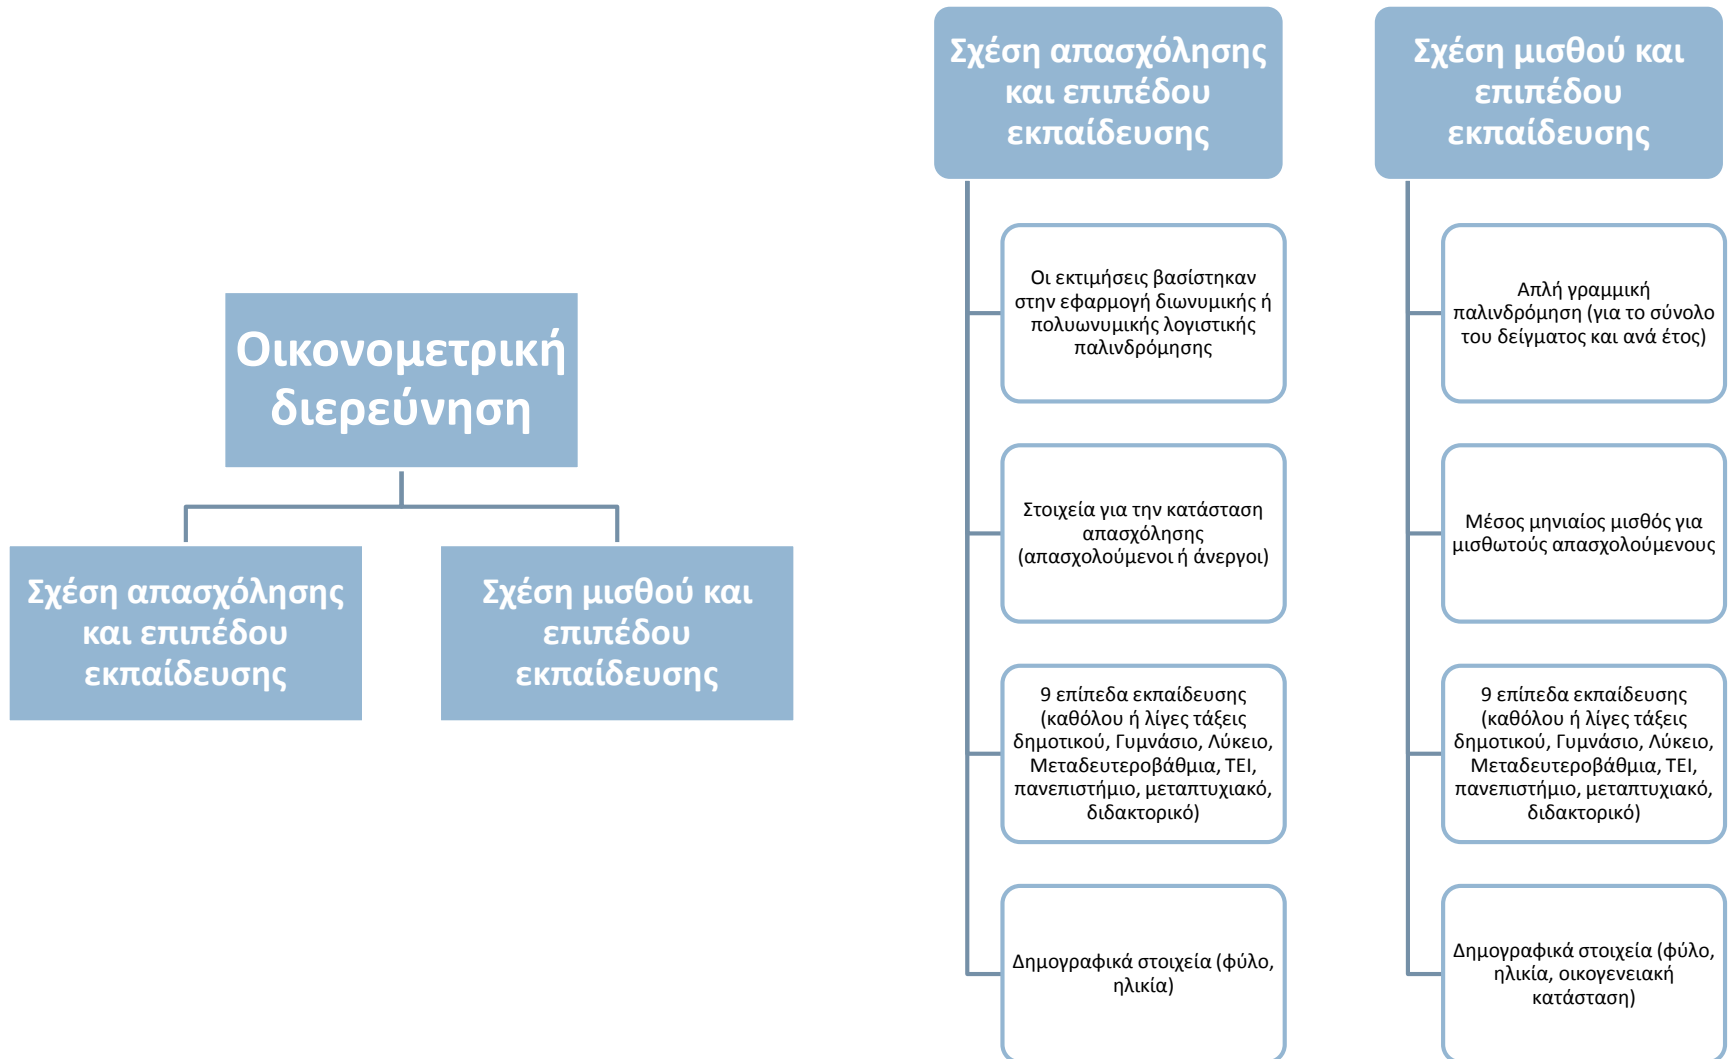 Οικονομετρική
διερεύνηση
Σχέση απασχόλησης
και επιπέδου
εκπαίδευσης
Σχέση μισθού και
επιπέδου
εκπαίδευσης
Σχέση απασχόλησης
και επιπέδου
εκπαίδευσης
Οι εκτιμήσεις βασίστηκαν
στην εφαρμογή διωνυμικής ή
πολυωνυμικής λογιστικής
παλινδρόμησης
Στοιχεία για την κατάσταση
απασχόλησης
(απασχολούμενοι ή άνεργοι)
9 επίπεδα εκπαίδευσης
(καθόλου ή λίγες τάξεις
δημοτικού, Γυμνάσιο, Λύκειο,
Μεταδευτεροβάθμια, ΤΕΙ,
πανεπιστήμιο, μεταπτυχιακό,
διδακτορικό)
Δημογραφικά στοιχεία (φύλο,
ηλικία)
Σχέση μισθού και
επιπέδου
εκπαίδευσης
Απλή γραμμική
παλινδρόμηση (για το σύνολο
του δείγματος και ανά έτος)
Μέσος μηνιαίος μισθός για
μισθωτούς απασχολούμενους
9 επίπεδα εκπαίδευσης
(καθόλου ή λίγες τάξεις
δημοτικού, Γυμνάσιο, Λύκειο,
Μεταδευτεροβάθμια, ΤΕΙ,
πανεπιστήμιο, μεταπτυχιακό,
διδακτορικό)
Δημογραφικά στοιχεία (φύλο,
ηλικία, οικογενειακή
κατάσταση)